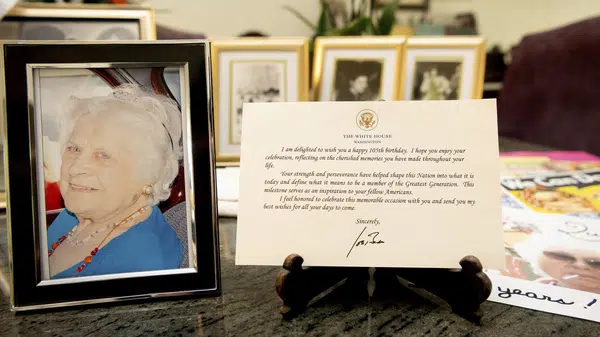 THE WHITE HOUSE
WASHINGTON
I am delighted to wish you a happy 105th birthday. I hope you enjoy your
celebration, reflecting on the cherished memories you have made throughout your
life.
Your strength and perseverance have helped shape this Nation into what it is
today and define what it means to be a member of the Greatest Generation. This
milestone serves as an inspiration to your fellow Americans.
I feel honored to celebrate this memorable occasion with you and send you my
best wishes for all your days to come.
Sincerely,
years !